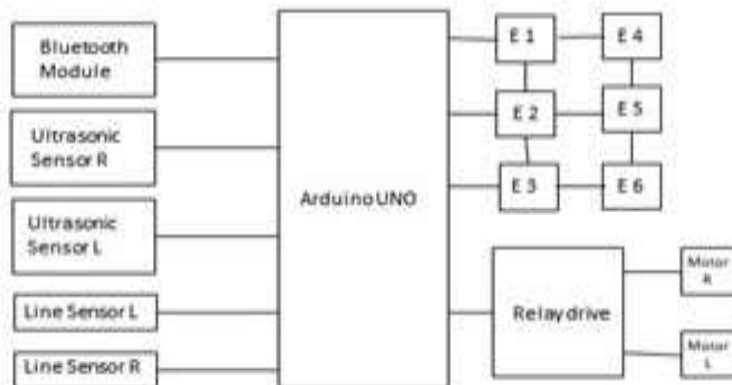 Bluetooth
Module
Ultrasonic
Sensor R
Ultrasonic
Sensor L
Line Sensor L
Line Sensor R
Arduino UNO
E 1
E 4
E 2
E 5
E 3
E 6
Relay drive
Motor
R
Motor
L